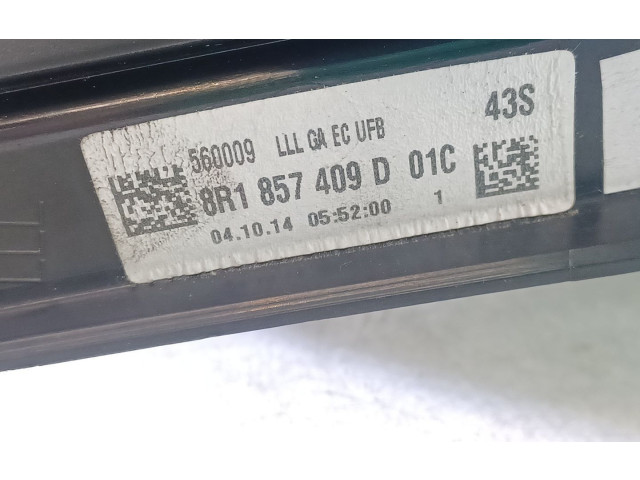 560009 LLL GA EC UFB 43S
8R1 857 409 D 01C
04.10.14 05:52:00 1